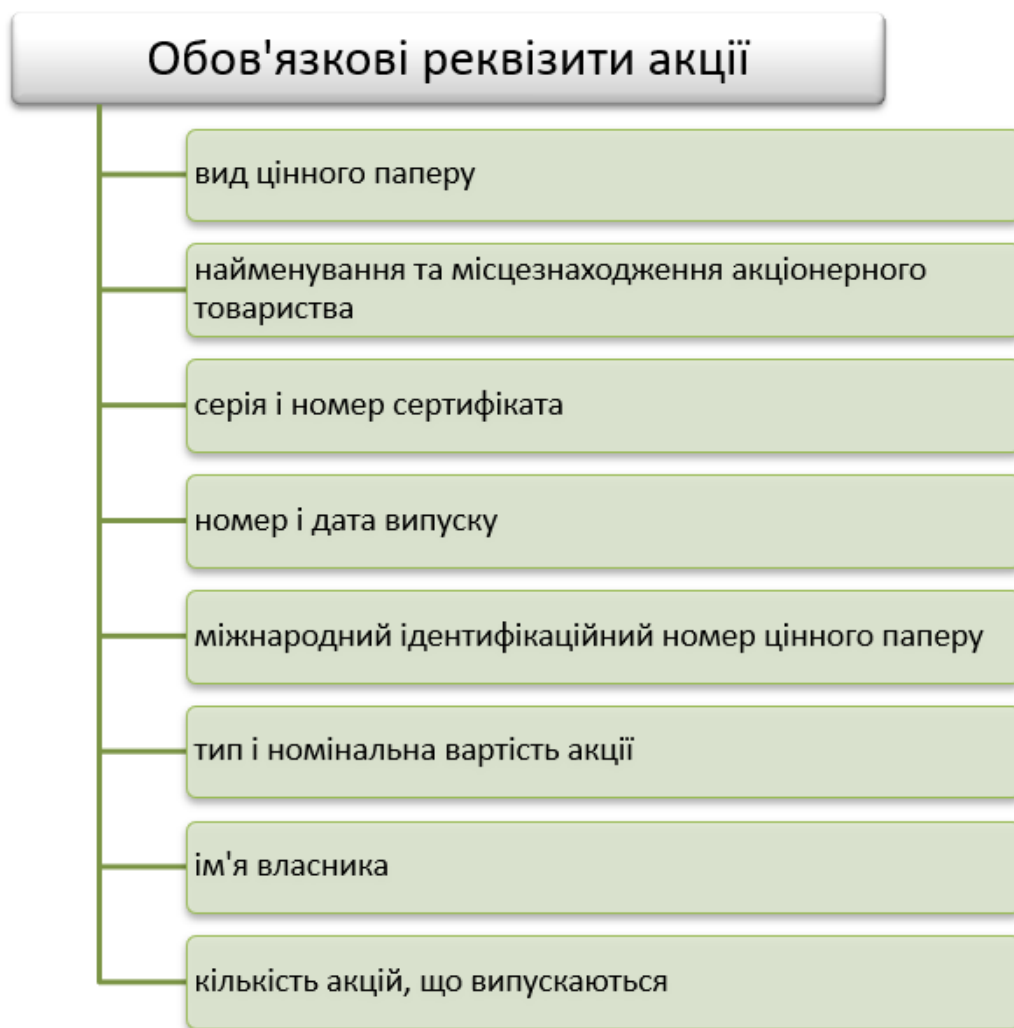 Обов'язкові реквізити акції
вид цінного паперу
найменування та місцезнаходження акціонерного
товариства
серія і номер сертифіката
номер і дата випуску
міжнародний ідентифікаційний номер цінного паперу
тип і номінальна вартість акції
ім'я власника
кількість акцій, що випускаються